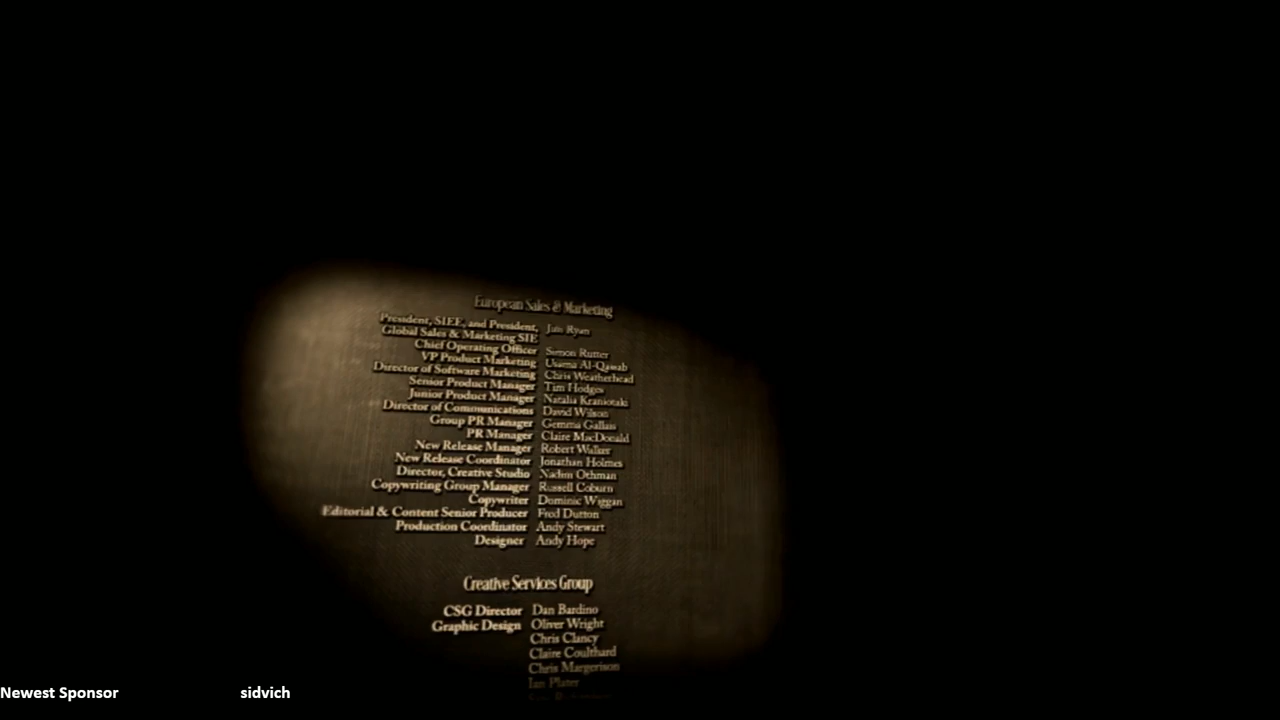 European Sales & Marketing
President, SIEE, and President, Jim Ryan
Global Sales & Marketing SIE
Chief Operating Officer Simon Rutter
VP Product Marketing Usama Al-Qawab
Director of Software Marketing Chris Weatherhead
Senior Product Manager Tim Hodges
Junior Product Manager Natalia Kraniotaki
Director of Communications David Wilson
Group PR Manager Gemma Gallais
PR Manager Claire MacDonald
New Release Manager Robert Walker
New Release Coordinator Jonathan Holmes
Director, Creative Studio Nadim Othman
Copywriting Group Manager Russell Coburn
Copywriter Dominic Wiggan
Editorial & Content Senior Producer Fred Dutton
Production Coordinator Andy Stewart
Designer Andy Hope
Creative Services Group
CSG Director Dan Bardino
Graphic Design Oliver Wright
Chris Clancy
Claire Coulthard
Chris Margerison
Ian Plater
Newest Sponsor sidvich